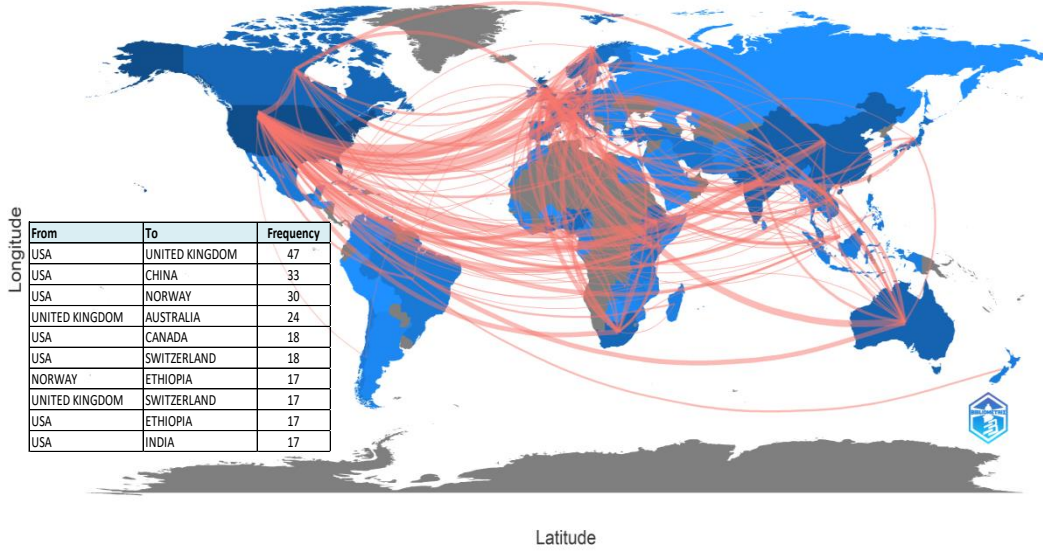 Longitude
From To Frequency
USA UNITED KINGDOM 47
USA CHINA 33
USA NORWAY 30
UNITED KINGDOM AUSTRALIA 24
USA CANADA 18
USA SWITZERLAND 18
NORWAY ETHIOPIA 17
UNITED KINGDOM SWITZERLAND 17
USA ETHIOPIA 17
USA INDIA 17
BIBLIOMETRIX
Latitude